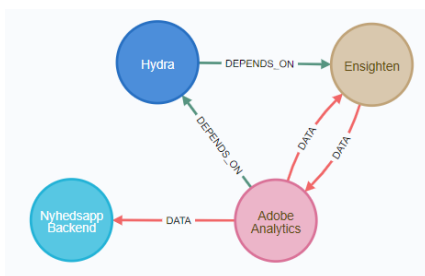 Hydra
DEPENDS_ON
Ensighten
DEPENDS_ON
DATA
DATA
Nyhedsapp
Backend
DATA
Adobe
Analytics